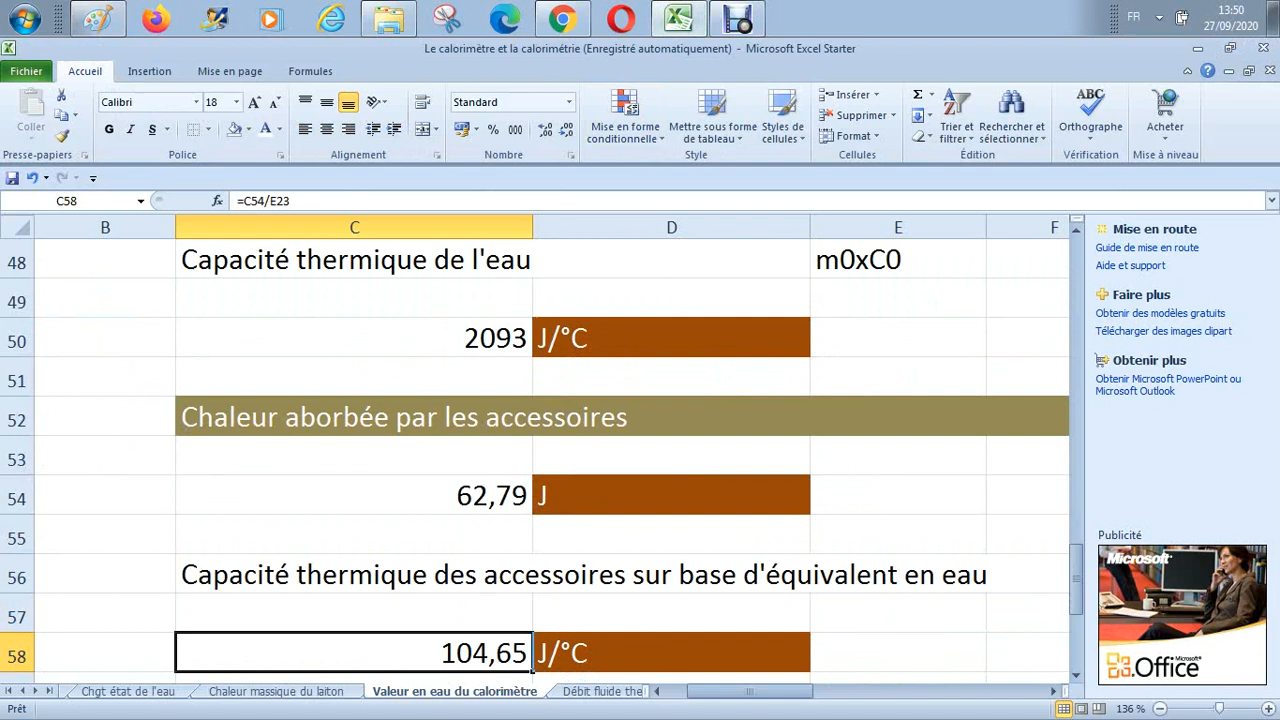 FR
13:50
27/09/2020
Le calorimètre et la calorimétrie (Enregistré automatiquement) - Microsoft Excel Starter
Fichier Accueil Insertion Mise en page Formules
Coller
Presse-papiers
Calibri 18
G I S
Police
Alignement
Standard
% 000
Nombre
Mise en forme conditionnelle
Mettre sous forme de tableau
Styles de cellules
Style
Insérer
Supprimer
Format
Cellules
Σ
Trier et filtrer
Rechercher et sélectionner
Édition
ABC
Orthographe
Vérification
Acheter
Mise à niveau
C58 fx =C54/E23
B C D E F
48 Capacité thermique de l'eau m0xC0
49
50 2093 J/°C
51
52 Chaleur aborbée par les accessoires
53
54 62,79 J
55
56 Capacité thermique des accessoires sur base d'équivalent en eau
57
58 104,65 J/°C
Mise en route
Guide de mise en route
Aide et support
Faire plus
Obtenir des modèles gratuits
Télécharger des images clipart
Obtenir plus
Obtenir Microsoft PowerPoint ou
Microsoft Outlook
Publicité
Microsoft
Microsoft
Office
Chgt état de l'eau Chaleur massique du laiton Valeur en eau du calorimètre Débit fluide the
Prêt 136 %